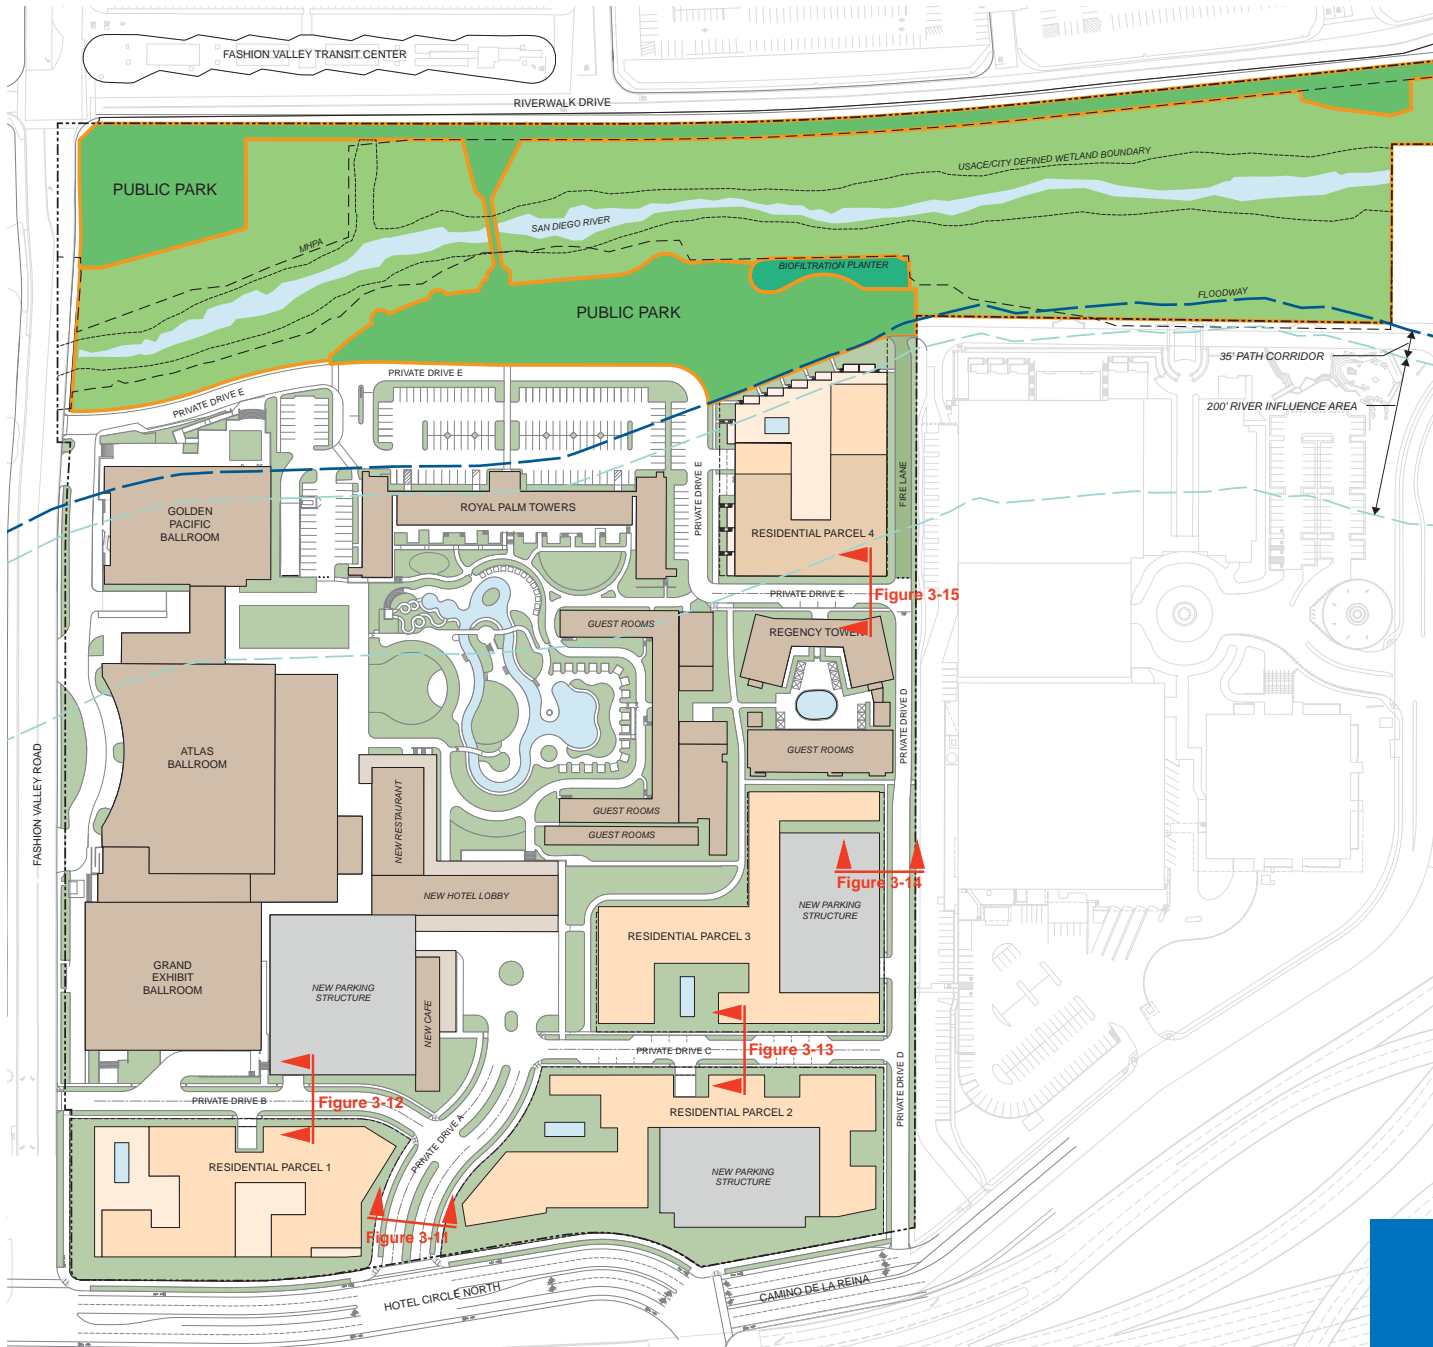 FASHION VALLEY TRANSIT CENTER
RIVERWALK DRIVE
USACE/CITY DEFINED WETLAND BOUNDARY
PUBLIC PARK
SAN DIEGO RIVER
MHPA
BIOFILTRATION PLANTER
FLOODWAY
PUBLIC PARK
35' PATH CORRIDOR
PRIVATE DRIVE E
PRIVATE DRIVE E
200' RIVER INFLUENCE AREA
FIRE LANE
PRIVATE DRIVE E
GOLDEN
PACIFIC
BALLROOM
ROYAL PALM TOWERS
RESIDENTIAL PARCEL 4
PRIVATE DRIVE E
Figure 3-15
GUEST ROOMS
REGENCY TOWER
PRIVATE DRIVE D
FASHION VALLEY ROAD
ATLAS
BALLROOM
GUEST ROOMS
NEW RESTAURANT
GUEST ROOMS
GUEST ROOMS
Figure 3-14
NEW HOTEL LOBBY
NEW PARKING
STRUCTURE
RESIDENTIAL PARCEL 3
GRAND
EXHIBIT
BALLROOM
NEW PARKING
STRUCTURE
NEW CAFE
PRIVATE DRIVE C
Figure 3-13
PRIVATE DRIVE D
PRIVATE DRIVE B
Figure 3-12
RESIDENTIAL PARCEL 2
PRIVATE DRIVE A
RESIDENTIAL PARCEL 1
NEW PARKING
STRUCTURE
Figure 3-11
HOTEL CIRCLE NORTH
CAMINO DE LA REINA